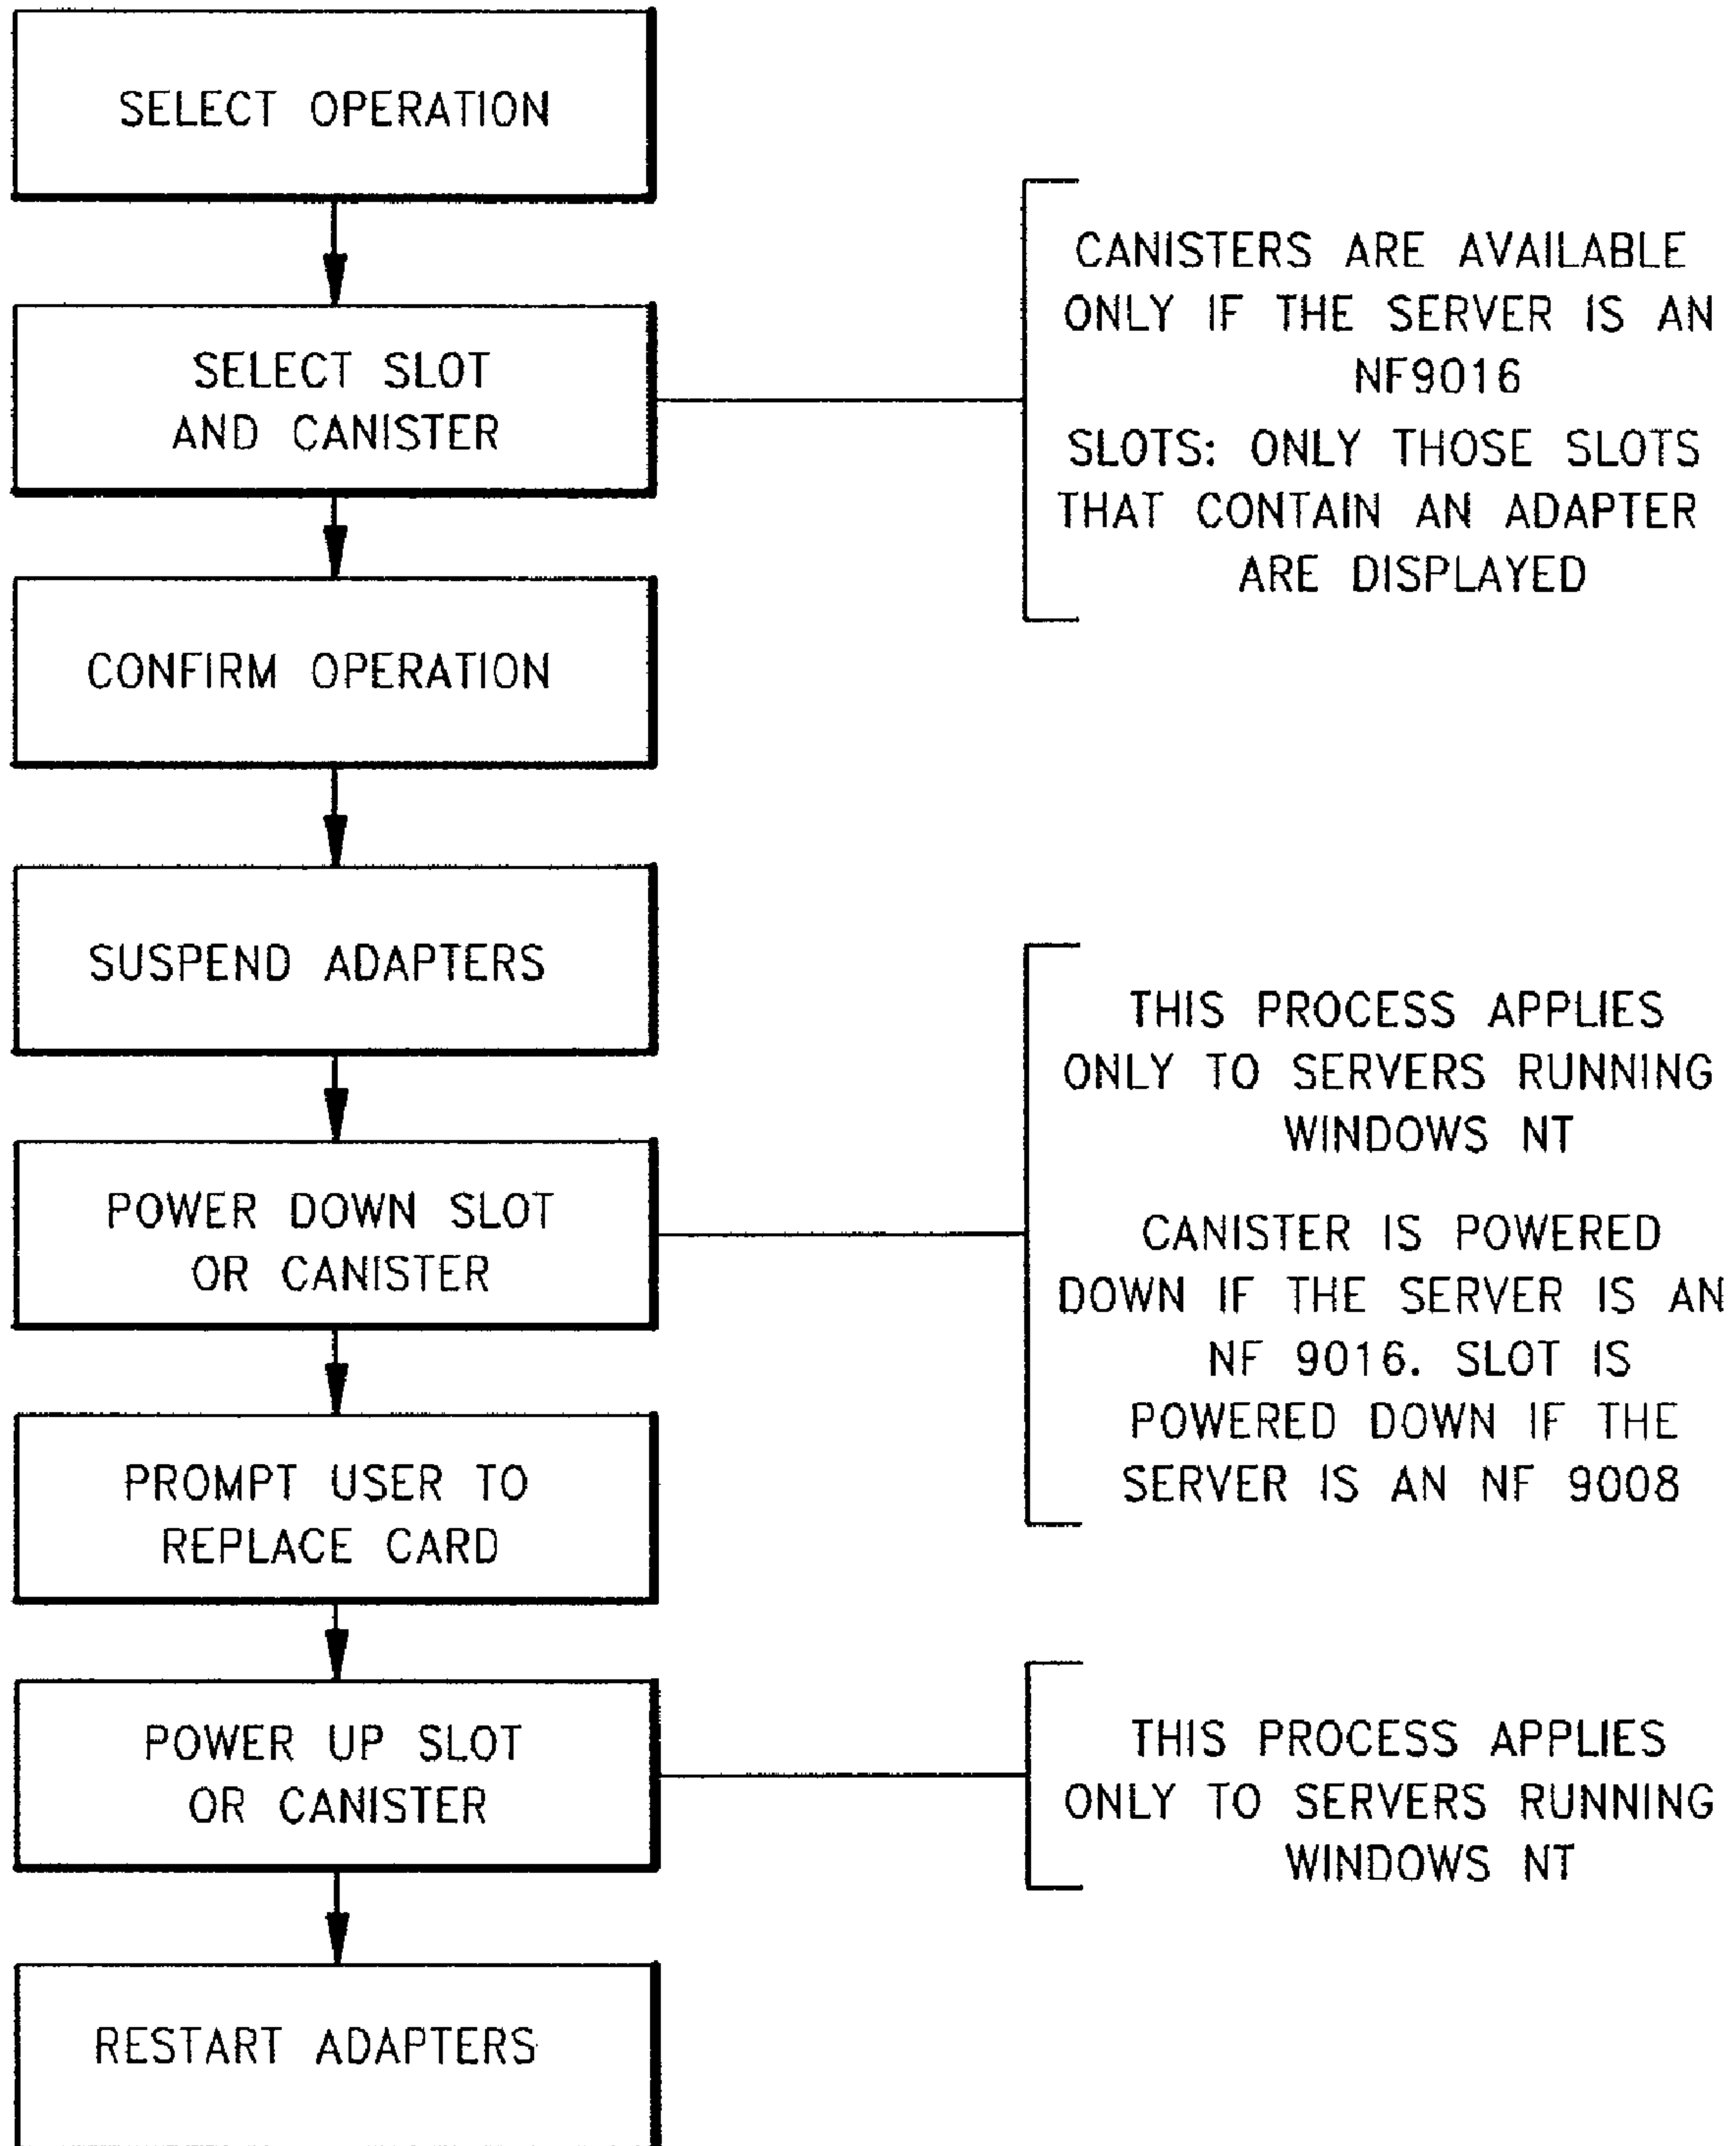 SELECT OPERATION
SELECT SLOT
AND CANISTER
CANISTERS ARE AVAILABLE
ONLY IF THE SERVER IS AN
NF9016
SLOTS: ONLY THOSE SLOTS
THAT CONTAIN AN ADAPTER
ARE DISPLAYED
CONFIRM OPERATION
SUSPEND ADAPTERS
POWER DOWN SLOT
OR CANISTER
THIS PROCESS APPLIES
ONLY TO SERVERS RUNNING
WINDOWS NT
CANISTER IS POWERED
DOWN IF THE SERVER IS AN
NF 9016. SLOT IS
POWERED DOWN IF THE
SERVER IS AN NF 9008
PROMPT USER TO
REPLACE CARD
POWER UP SLOT
OR CANISTER
THIS PROCESS APPLIES
ONLY TO SERVERS RUNNING
WINDOWS NT
RESTART ADAPTERS